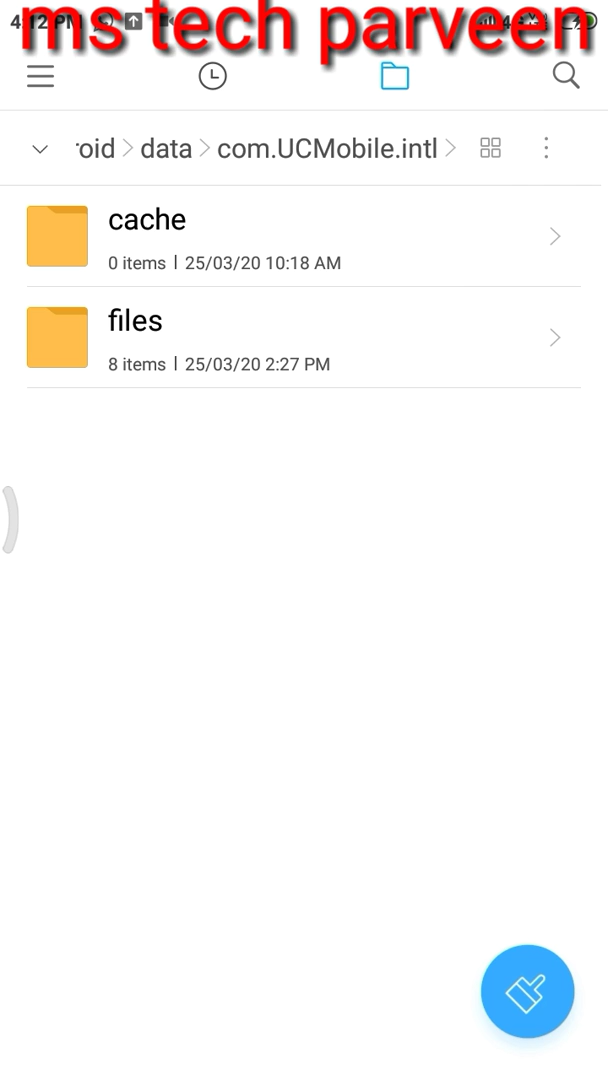 ms tech parveen
roid > data > com.UCMobile.intl >
cache
0 items | 25/03/20 10:18 AM
files
8 items | 25/03/20 2:27 PM